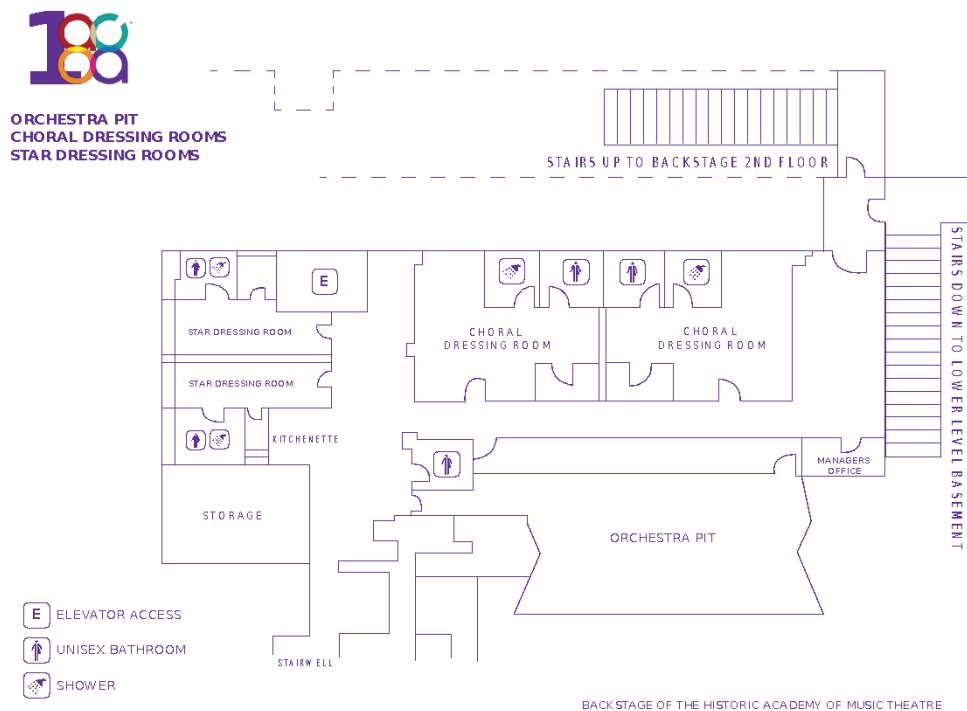 ORCHESTRA PIT
CHORAL DRESSING ROOMS
STAR DRESSING ROOMS
STAIRS UP TO BACKSTAGE 2ND FLOOR
STAIRS DOWN TO LOWER LEVEL BASEMENT
E
STAR DRESSING ROOM
CHORAL
DRESSING ROOM
CHORAL
DRESSING ROOM
STAR DRESSING ROOM
KITCHENETTE
MANAGERS
OFFICE
STORAGE
ORCHESTRA PIT
E ELEVATOR ACCESS
UNISEX BATHROOM
SHOWER
STAIRWELL
BACKSTAGE OF THE HISTORIC ACADEMY OF MUSIC THEATRE